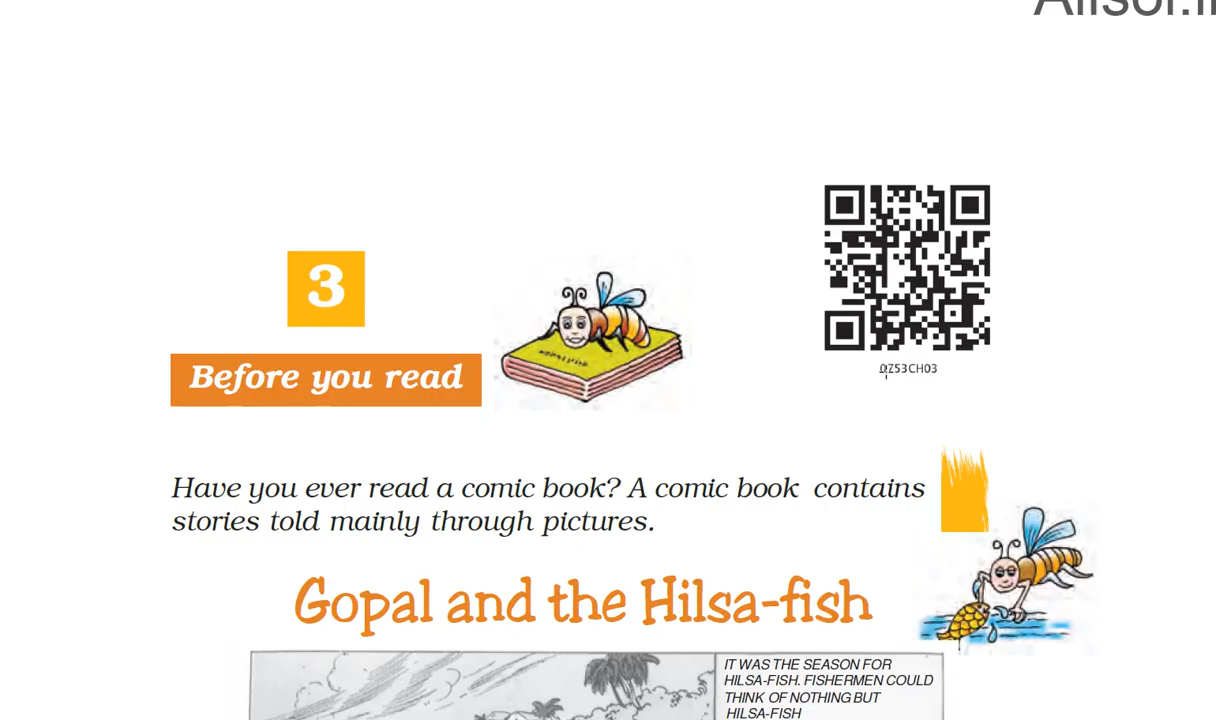 3
Before you read
0Z53CH03
Have you ever read a comic book? A comic book contains
stories told mainly through pictures.
Gopal and the Hilsa-fish
IT WAS THE SEASON FOR
HILSA-FISH. FISHERMEN COULD
THINK OF NOTHING BUT
HILSA-FISH